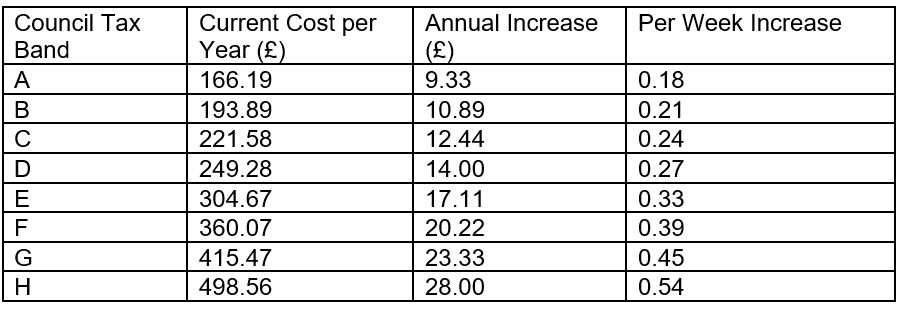 Council Tax Band Current Cost per Year (£) Annual Increase (£) Per Week Increase
A 166.19 9.33 0.18
B 193.89 10.89 0.21
C 221.58 12.44 0.24
D 249.28 14.00 0.27
E 304.67 17.11 0.33
F 360.07 20.22 0.39
G 415.47 23.33 0.45
H 498.56 28.00 0.54